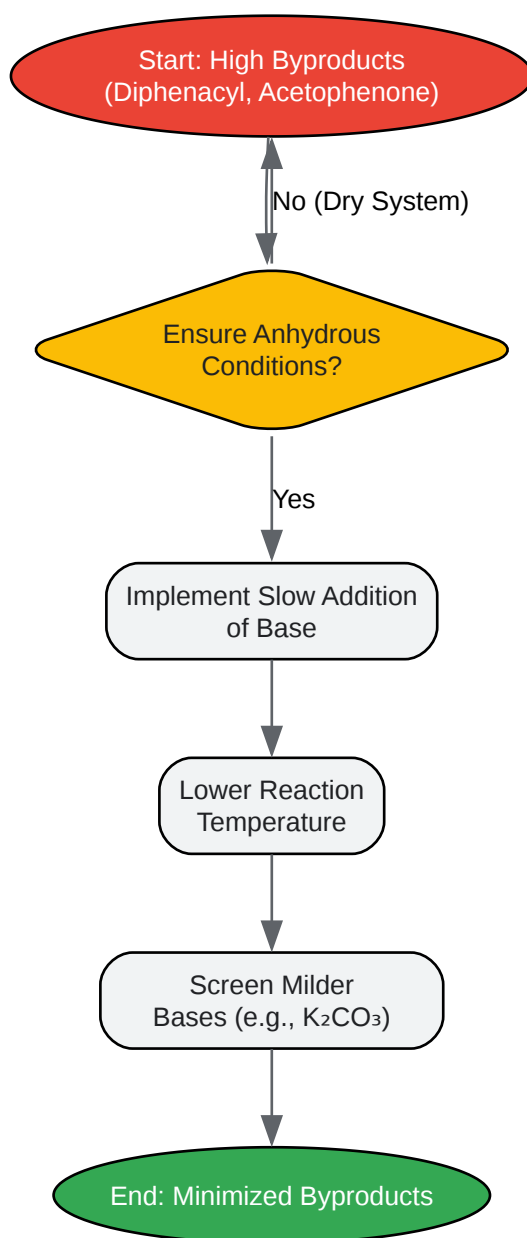 Start: High Byproducts
(Diphenacyl, Acetophenone)
No (Dry System)
Ensure Anhydrous
Conditions?
Yes
Implement Slow Addition
of Base
Lower Reaction
Temperature
Screen Milder
Bases (e.g., K₂CO₃)
End: Minimized Byproducts